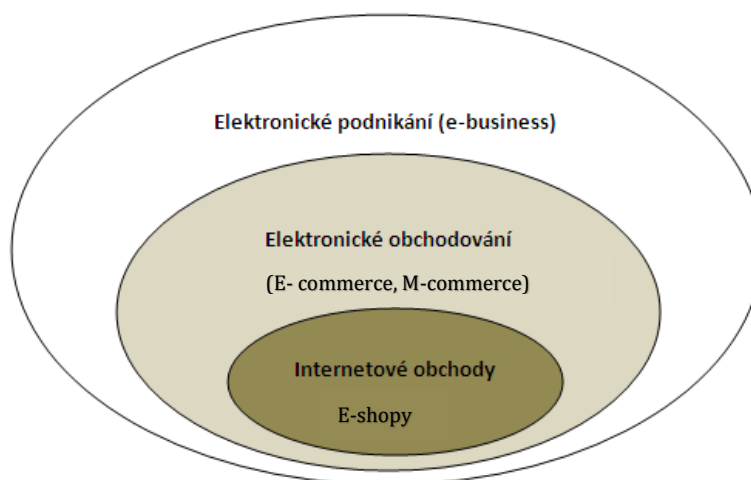 Elektronické podnikání (e-business)
Elektronické obchodování
(E- commerce, M-commerce)
Internetové obchody
E-shopy